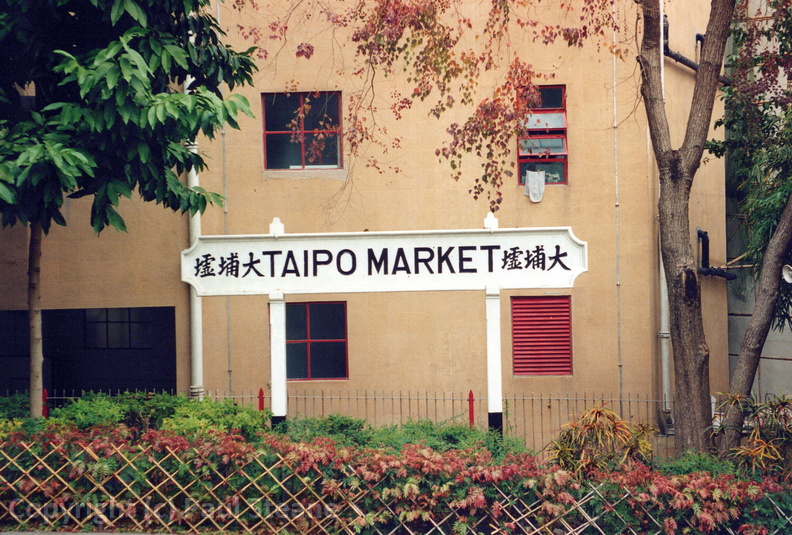 墟埔大TAIPO MARKET墟埔大
Copyright (c) Paul Steane